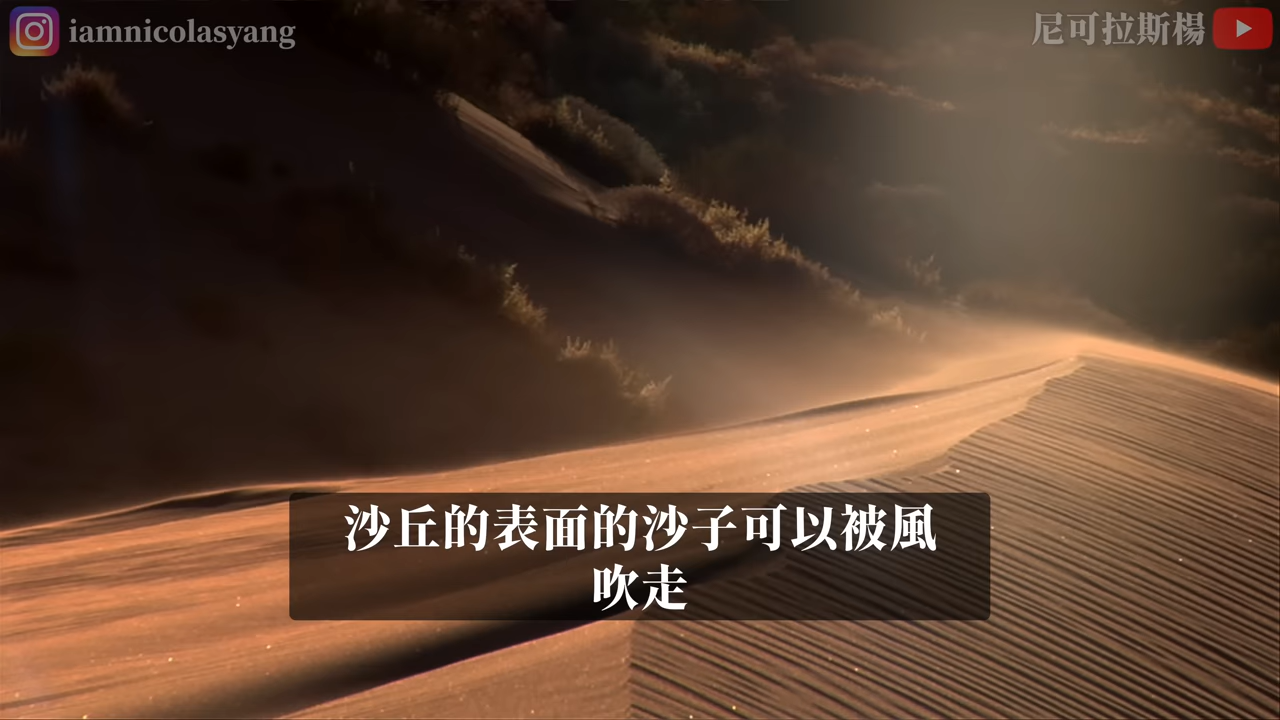 iamnicolasyang
尼可拉斯楊
沙丘的表面的沙子可以被風
吹走